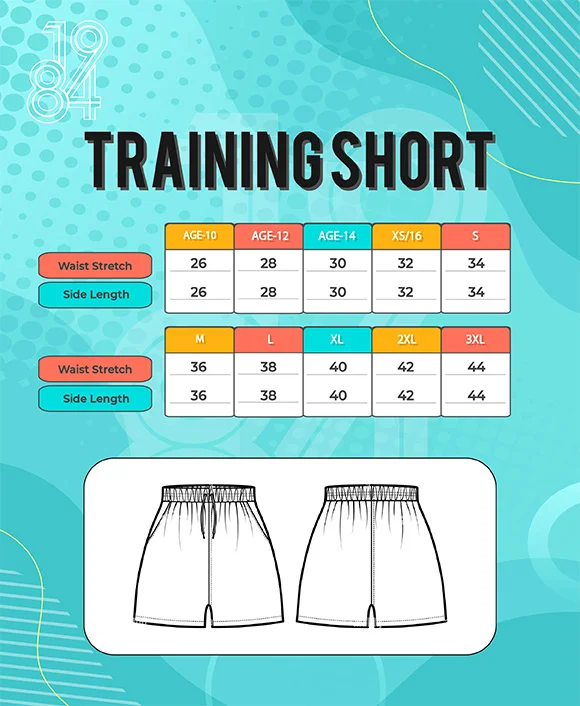 19
84
TRAINING SHORT
AGE-10 AGE-12 AGE-14 XS/16 S
Waist Stretch 26 28 30 32 34
Side Length 26 28 30 32 34
M L XL 2XL 3XL
Waist Stretch 36 38 40 42 44
Side Length 36 38 40 42 44